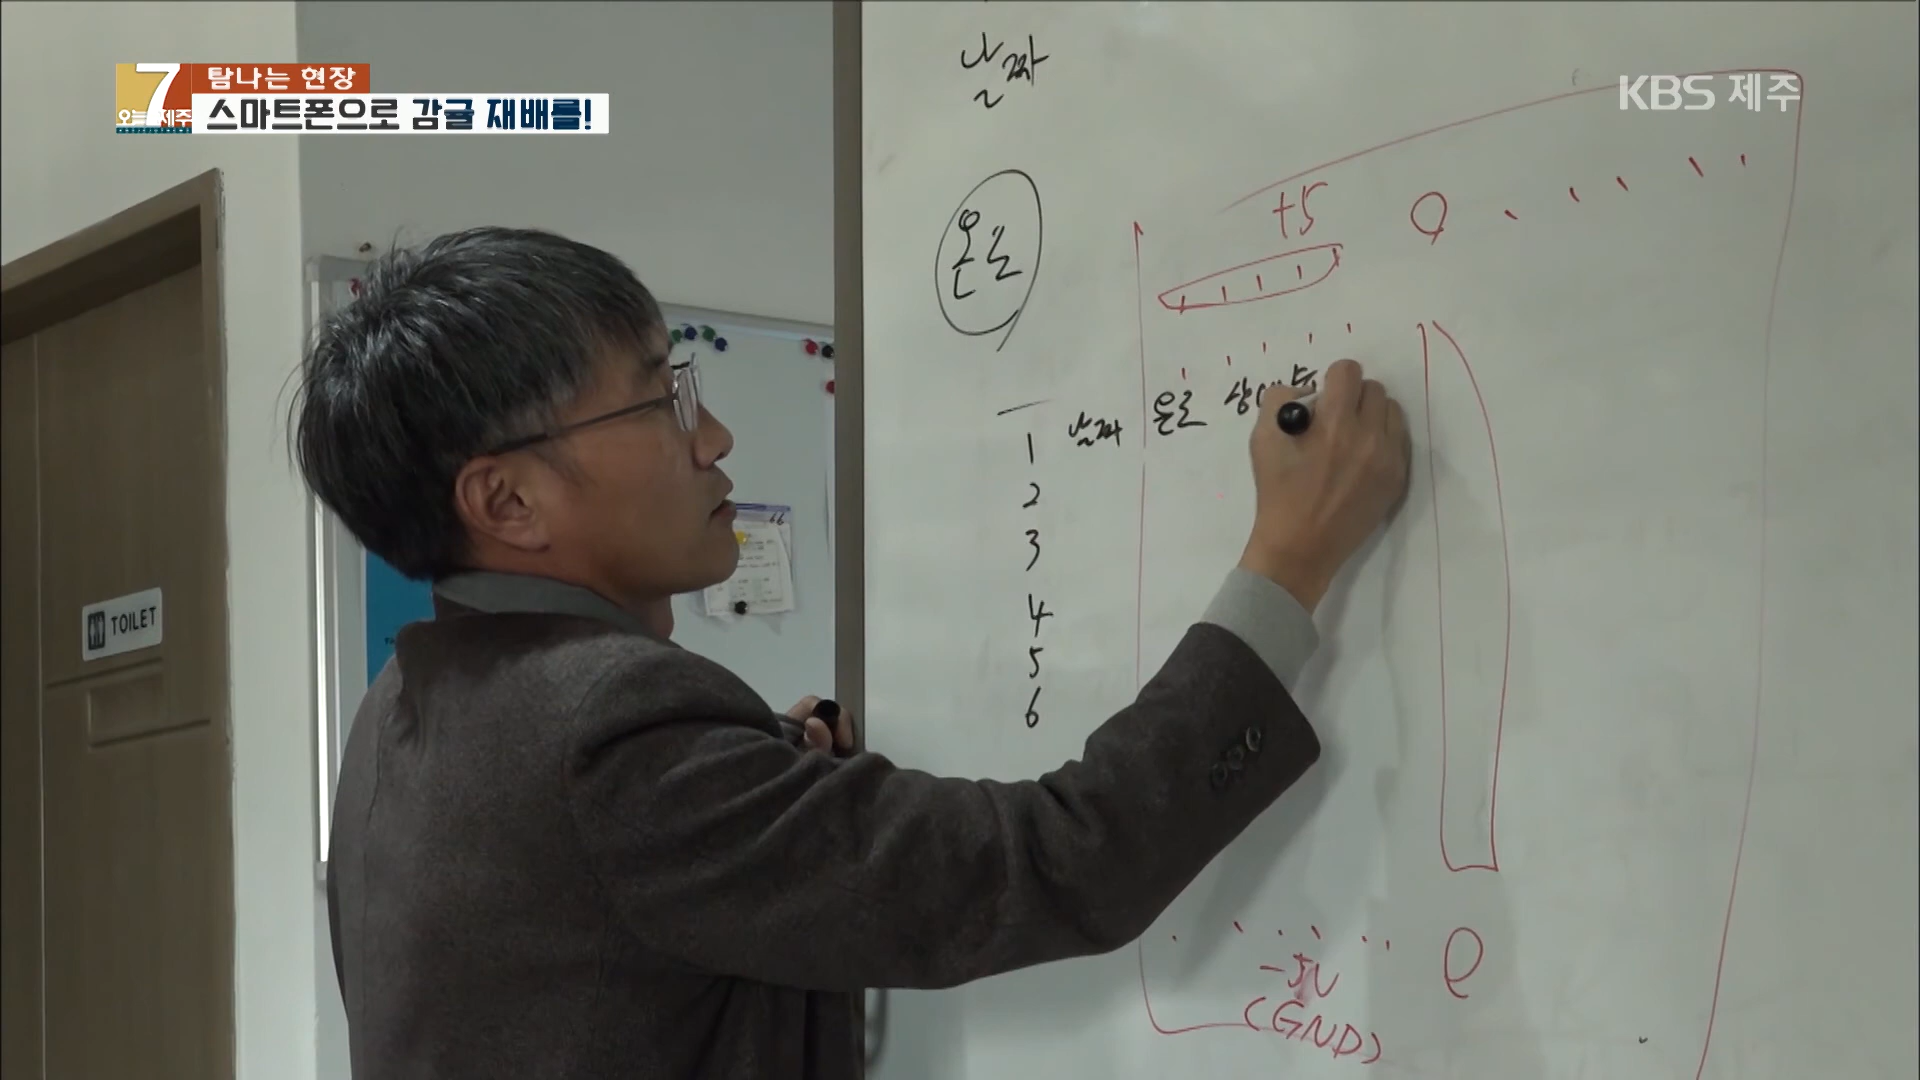 7
오늘 제주
탐나는 현장
스마트폰으로 감귤 재배를!
KBS 제주
TOILET
날짜
온도
+5
1 날짜 온도
2
3
4
5
6
-5V
(GND)